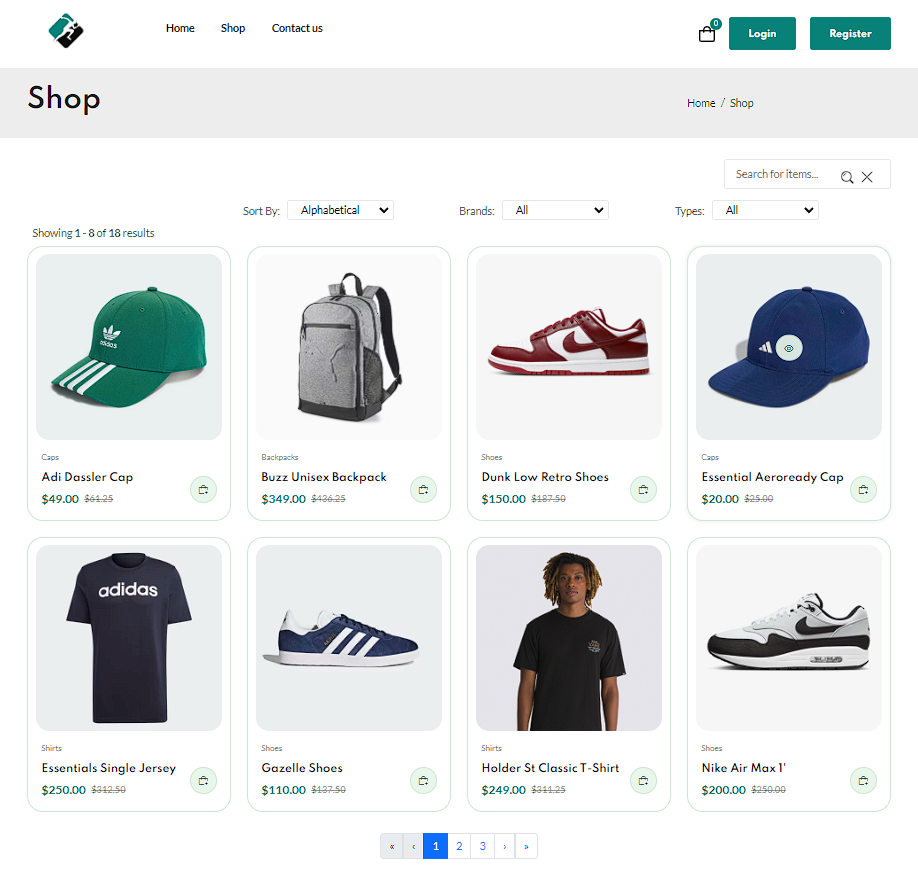 Home Shop Contact us 0 Login Register
Shop
Home / Shop
Search for items...
Sort By: Alphabetical Brands: All Types: All
Showing 1 - 8 of 18 results
adidas
Caps Backpacks Shoes Caps
Adi Dassler Cap Buzz Unisex Backpack Dunk Low Retro Shoes Essential Aeroready Cap
$49.00 $61.25 $349.00 $436.25 $150.00 $187.50 $20.00 $25.00
adidas
Shirts Shoes Shirts Shoes
Essentials Single Jersey Gazelle Shoes Holder St Classic T-Shirt Nike Air Max 1'
$250.00 $312.50 $110.00 $137.50 $249.00 $311.25 $200.00 $250.00
« ‹ 1 2 3 › »